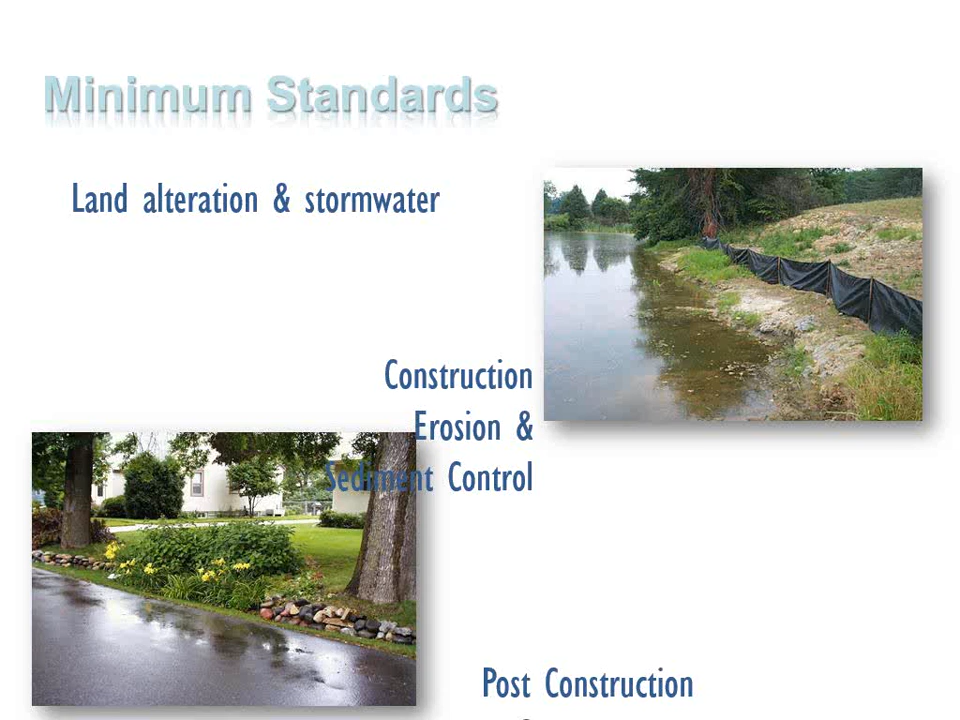 Minimum Standards
Land alteration & stormwater
Construction
Erosion &
Sediment Control
Post Construction